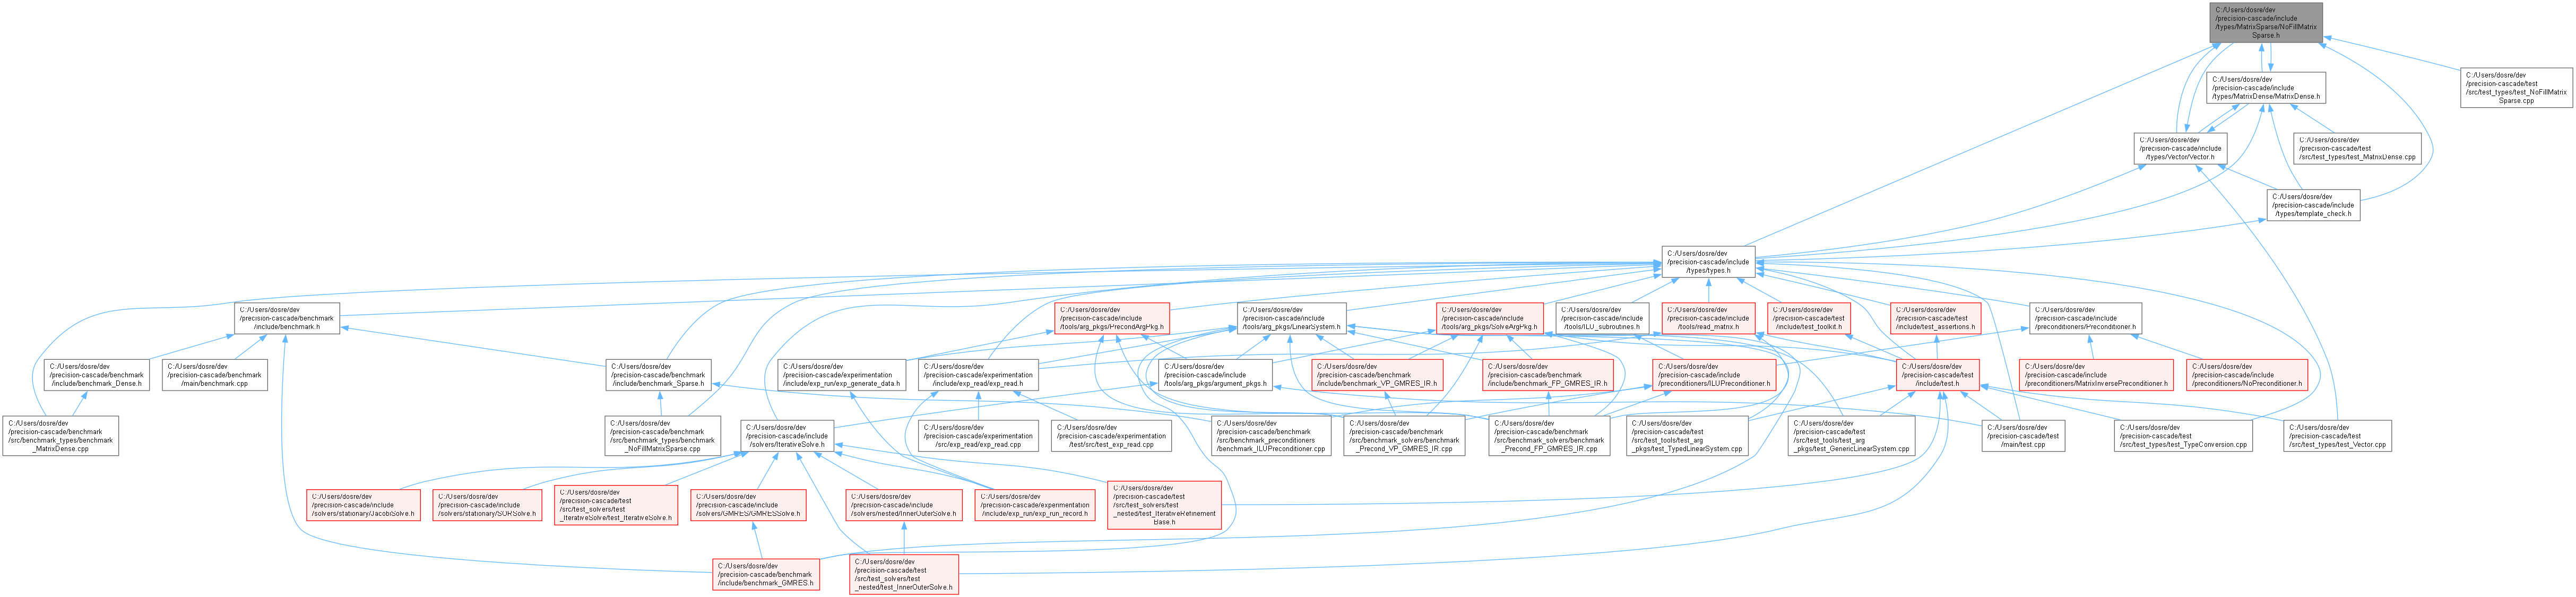 C:/Users/dosre/dev
/precision-cascade/include
/types/MatrixSparse/NoFillMatrix
Sparse.h
C:/Users/dosre/dev
/precision-cascade/include
/types/MatrixDense/MatrixDense.h
C:/Users/dosre/dev
/precision-cascade/test
/src/test_types/test_NoFillMatrix
Sparse.cpp
C:/Users/dosre/dev
/precision-cascade/include
/types/Vector/Vector.h
C:/Users/dosre/dev
/precision-cascade/test
/src/test_types/test_MatrixDense.cpp
C:/Users/dosre/dev
/precision-cascade/include
/types/template_check.h
C:/Users/dosre/dev
/precision-cascade/include
/types/types.h
C:/Users/dosre/dev
/precision-cascade/benchmark
/include/benchmark.h
C:/Users/dosre/dev
/precision-cascade/include
/tools/arg_pkgs/PrecondArgPkg.h
C:/Users/dosre/dev
/precision-cascade/include
/tools/arg_pkgs/LinearSystem.h
C:/Users/dosre/dev
/precision-cascade/include
/tools/arg_pkgs/SolveArgPkg.h
C:/Users/dosre/dev
/precision-cascade/include
/tools/ILU_subroutines.h
C:/Users/dosre/dev
/precision-cascade/include
/tools/read_matrix.h
C:/Users/dosre/dev
/precision-cascade/test
/include/test_toolkit.h
C:/Users/dosre/dev
/precision-cascade/test
/include/test_assertions.h
C:/Users/dosre/dev
/precision-cascade/include
/preconditioners/Preconditioner.h
C:/Users/dosre/dev
/precision-cascade/benchmark
/include/benchmark_Dense.h
C:/Users/dosre/dev
/precision-cascade/benchmark
/main/benchmark.cpp
C:/Users/dosre/dev
/precision-cascade/benchmark
/include/benchmark_Sparse.h
C:/Users/dosre/dev
/precision-cascade/experimentation
/include/exp_run/exp_generate_data.h
C:/Users/dosre/dev
/precision-cascade/experimentation
/include/exp_read/exp_read.h
C:/Users/dosre/dev
/precision-cascade/include
/tools/arg_pkgs/argument_pkgs.h
C:/Users/dosre/dev
/precision-cascade/benchmark
/include/benchmark_VP_GMRES_IR.h
C:/Users/dosre/dev
/precision-cascade/benchmark
/include/benchmark_FP_GMRES_IR.h
C:/Users/dosre/dev
/precision-cascade/include
/preconditioners/ILUPreconditioner.h
C:/Users/dosre/dev
/precision-cascade/test
/include/test.h
C:/Users/dosre/dev
/precision-cascade/include
/preconditioners/MatrixInversePreconditioner.h
C:/Users/dosre/dev
/precision-cascade/include
/preconditioners/NoPreconditioner.h
C:/Users/dosre/dev
/precision-cascade/benchmark
/src/benchmark_types/benchmark
_MatrixDense.cpp
C:/Users/dosre/dev
/precision-cascade/benchmark
/src/benchmark_types/benchmark
_NoFillMatrixSparse.cpp
C:/Users/dosre/dev
/precision-cascade/include
/solvers/IterativeSolve.h
C:/Users/dosre/dev
/precision-cascade/experimentation
/src/exp_read/exp_read.cpp
C:/Users/dosre/dev
/precision-cascade/experimentation
/test/src/test_exp_read.cpp
C:/Users/dosre/dev
/precision-cascade/benchmark
/src/benchmark_preconditioners
/benchmark_ILUPreconditioner.cpp
C:/Users/dosre/dev
/precision-cascade/benchmark
/src/benchmark_solvers/benchmark
_Precond_VP_GMRES_IR.cpp
C:/Users/dosre/dev
/precision-cascade/benchmark
/src/benchmark_solvers/benchmark
_Precond_FP_GMRES_IR.cpp
C:/Users/dosre/dev
/precision-cascade/test
/src/test_tools/test_arg
_pkgs/test_TypedLinearSystem.cpp
C:/Users/dosre/dev
/precision-cascade/test
/src/test_tools/test_arg
_pkgs/test_GenericLinearSystem.cpp
C:/Users/dosre/dev
/precision-cascade/test
/main/test.cpp
C:/Users/dosre/dev
/precision-cascade/test
/src/test_types/test_TypeConversion.cpp
C:/Users/dosre/dev
/precision-cascade/test
/src/test_types/test_Vector.cpp
C:/Users/dosre/dev
/precision-cascade/include
/solvers/stationary/JacobiSolve.h
C:/Users/dosre/dev
/precision-cascade/include
/solvers/stationary/SORSolve.h
C:/Users/dosre/dev
/precision-cascade/test
/src/test_solvers/test
_IterativeSolve/test_IterativeSolve.h
C:/Users/dosre/dev
/precision-cascade/include
/solvers/GMRES/GMRESSolve.h
C:/Users/dosre/dev
/precision-cascade/include
/solvers/nested/InnerOuterSolve.h
C:/Users/dosre/dev
/precision-cascade/experimentation
/include/exp_run/exp_run_record.h
C:/Users/dosre/dev
/precision-cascade/test
/src/test_solvers/test
_nested/test_IterativeRefinement
Base.h
C:/Users/dosre/dev
/precision-cascade/benchmark
/include/benchmark_GMRES.h
C:/Users/dosre/dev
/precision-cascade/test
/src/test_solvers/test
_nested/test_InnerOuterSolve.h